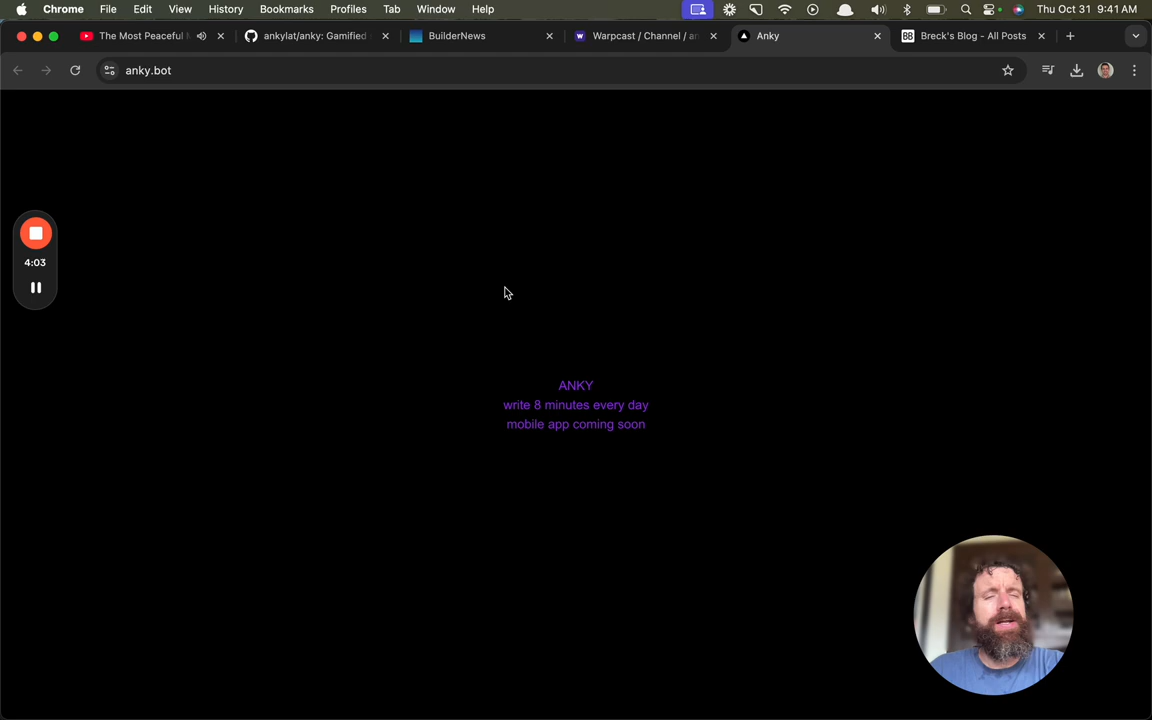 Chrome File Edit View History Bookmarks Profiles Tab Window Help Thu Oct 31 9:41 AM
The Most Peaceful ankylat/anky: Gamified BuilderNews Warpcast / Channel / an Anky BB Breck's Blog - All Posts
anky.bot
4:03
ANKY
write 8 minutes every day
mobile app coming soon